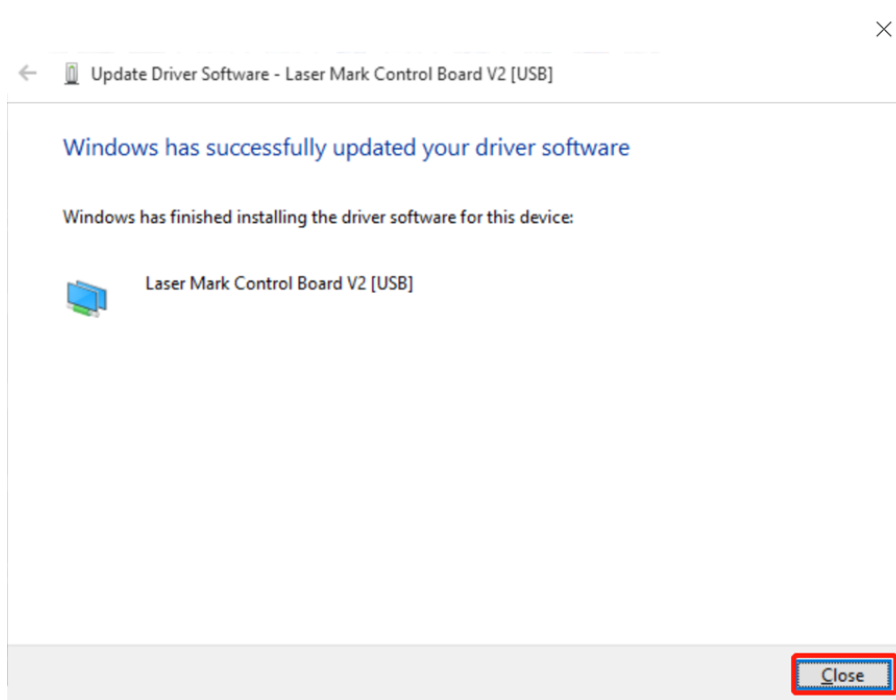 Update Driver Software - Laser Mark Control Board V2 [USB]
Windows has successfully updated your driver software
Windows has finished installing the driver software for this device:
Laser Mark Control Board V2 [USB]
Close